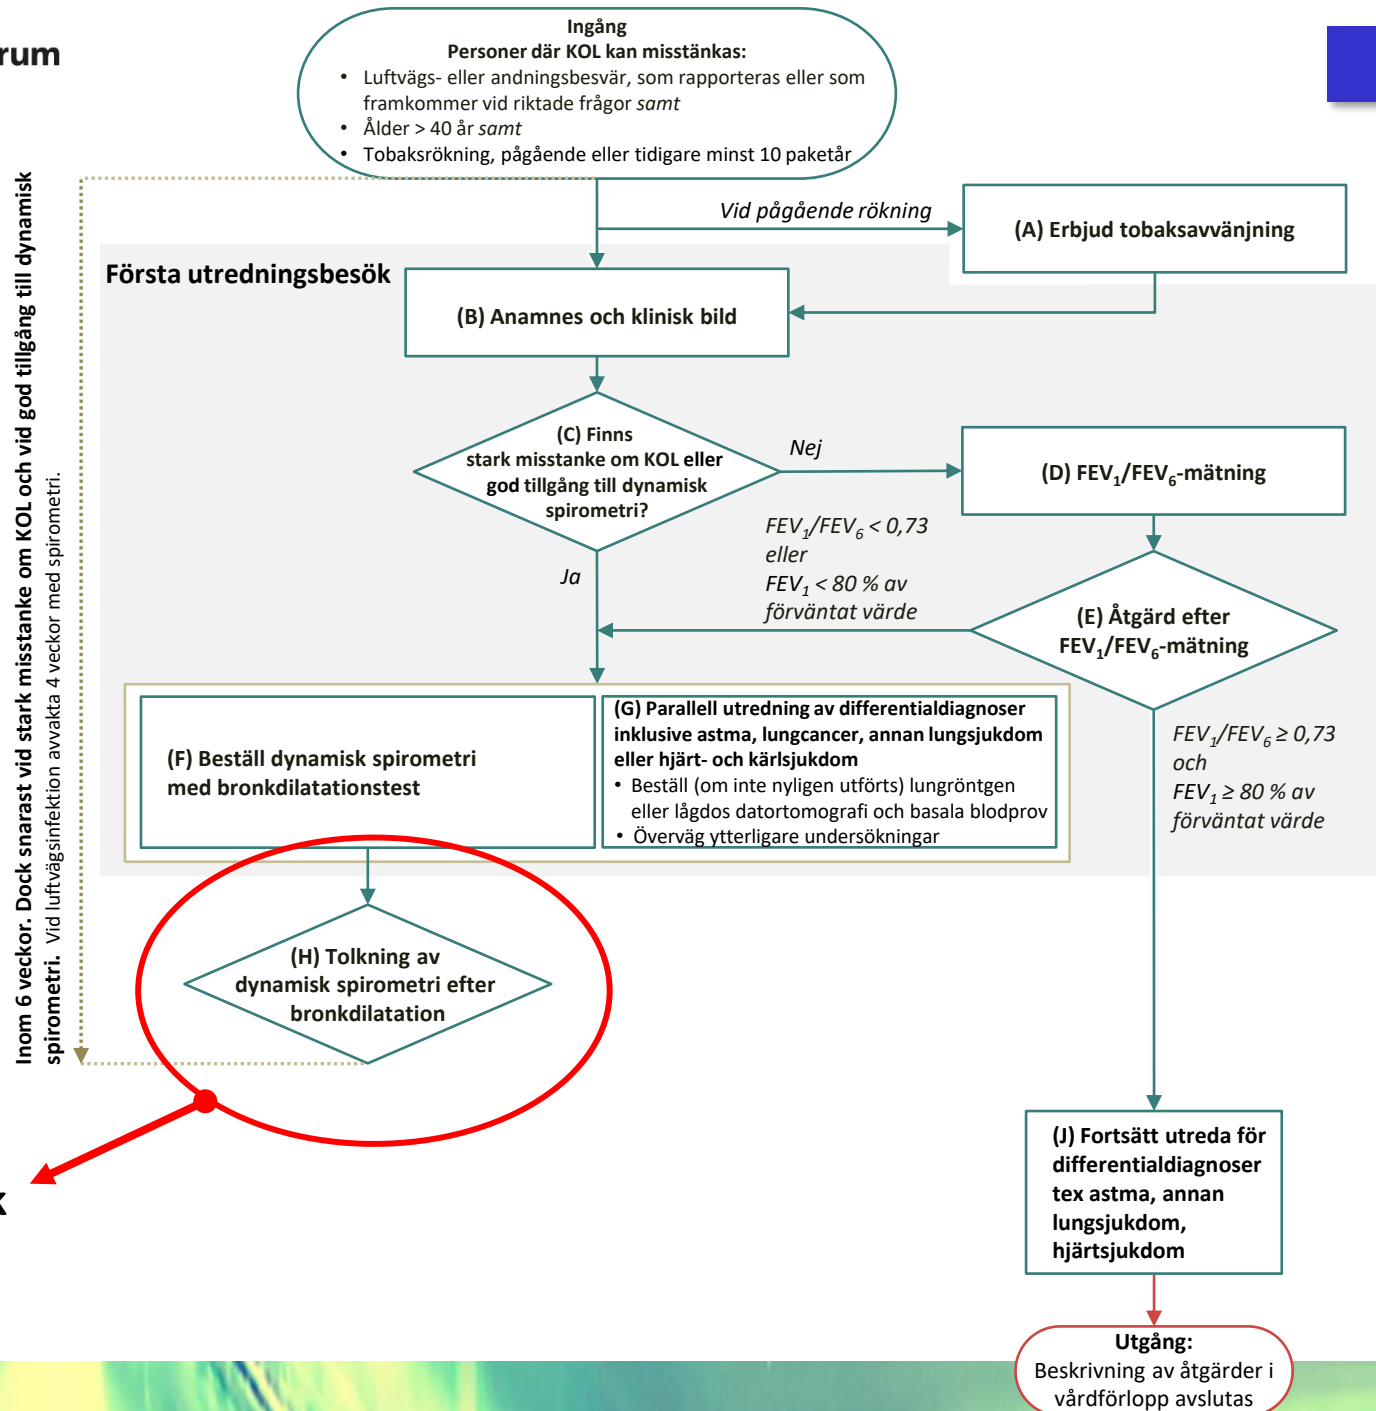 rum
Ingång
Personer där KOL kan misstänkas:
• Luftvägs- eller andningsbesvär, som rapporteras eller som
framkommer vid riktade frågor samt
• Ålder > 40 år samt
• Tobaksrökning, pågående eller tidigare minst 10 paketår
Vid pågående rökning
(A) Erbjud tobaksavvänjning
Första utredningsbesök
(B) Anamnes och klinisk bild
(C) Finns
stark misstanke om KOL eller
god tillgång till dynamisk
spirometri?
Nej
(D) FEV₁/FEV₆-mätning
Ja
FEV₁/FEV₆ < 0,73
eller
FEV₁ < 80 % av
förväntat värde
(E) Åtgärd efter
FEV₁/FEV₆-mätning
(F) Beställ dynamisk spirometri
med bronkdilatationstest
(G) Parallell utredning av differentialdiagnoser
inklusive astma, lungcancer, annan lungsjukdom
eller hjärt- och kärlsjukdom
• Beställ (om inte nyligen utförts) lungröntgen
eller lågdos datortomografi och basala blodprov
• Överväg ytterligare undersökningar
FEV₁/FEV₆ ≥ 0,73
och
FEV₁ ≥ 80 % av
förväntat värde
(H) Tolkning av
dynamisk spirometri efter
bronkdilatation
Inom 6 veckor. Dock snarast vid stark misstanke om KOL och vid god tillgång till dynamisk
spirometri. Vid luftvägsinfektion avvakta 4 veckor med spirometri.
k
(J) Fortsätt utreda för
differentialdiagnoser
tex astma, annan
lungsjukdom,
hjärtsjukdom
Utgång:
Beskrivning av åtgärder i
vårdförlopp avslutas